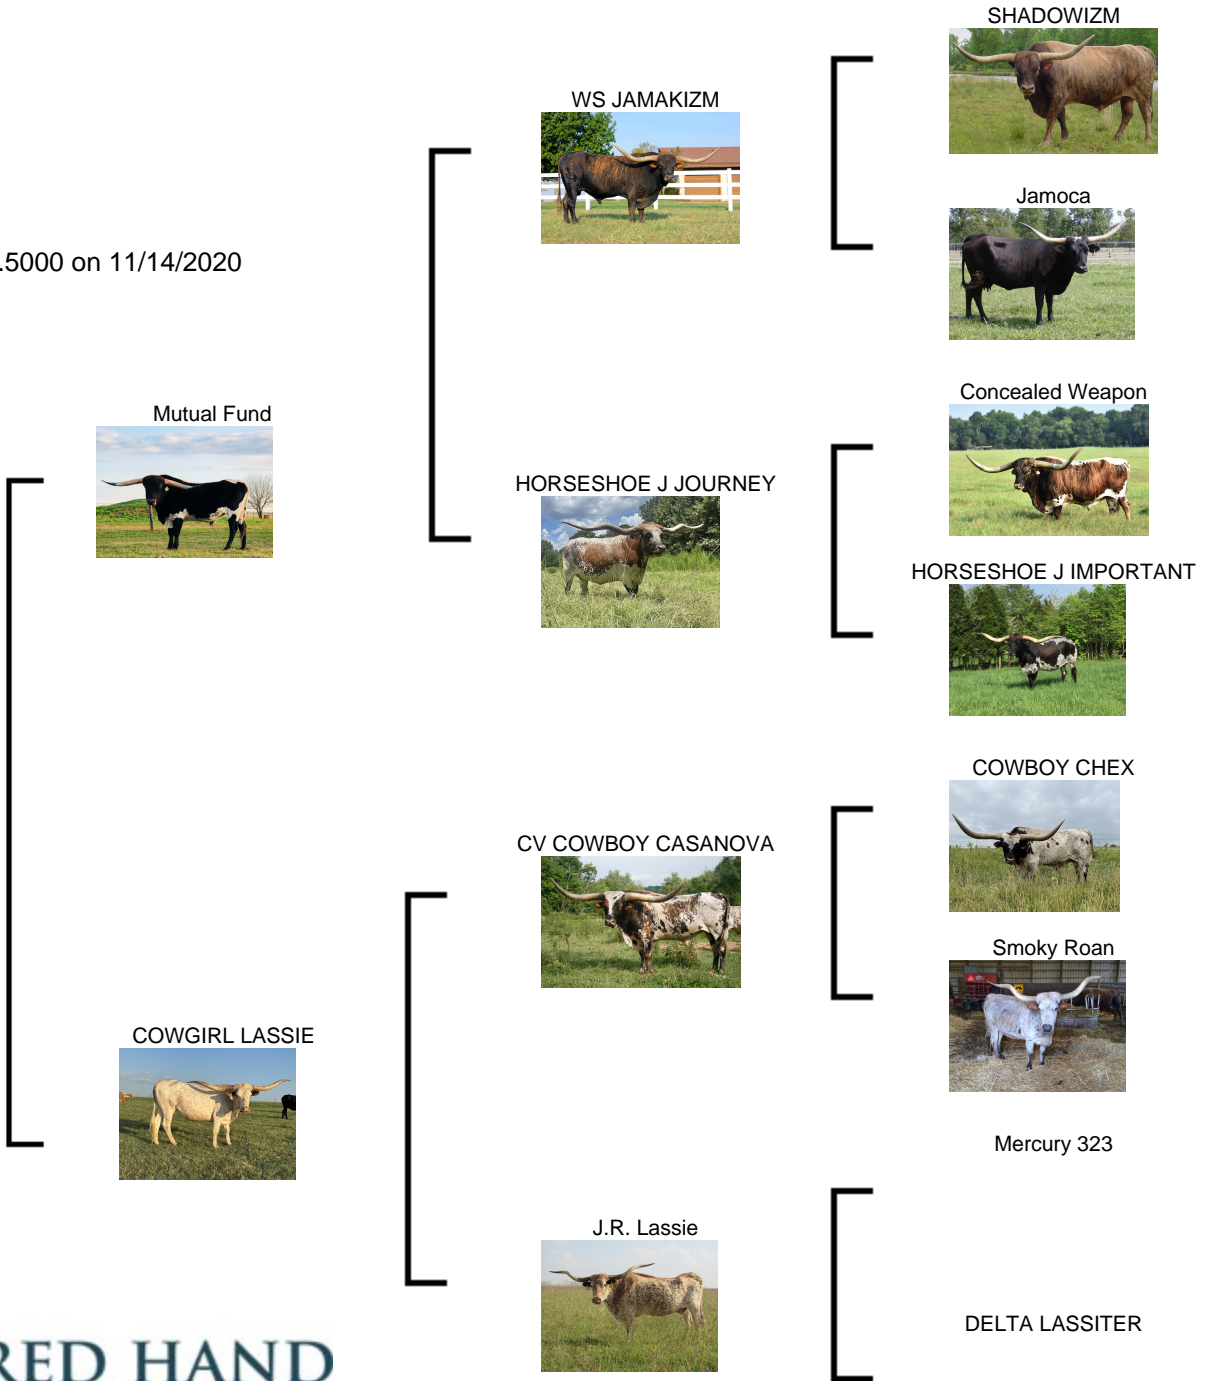 SHADOWIZM
WS JAMAKIZM
Jamoca
.5000 on 11/14/2020
Concealed Weapon
Mutual Fund
HORSESHOE J JOURNEY
HORSESHOE J IMPORTANT
COWBOY CHEX
CV COWBOY CASANOVA
Smoky Roan
COWGIRL LASSIE
Mercury 323
J.R. Lassie
DELTA LASSITER
RED HAND